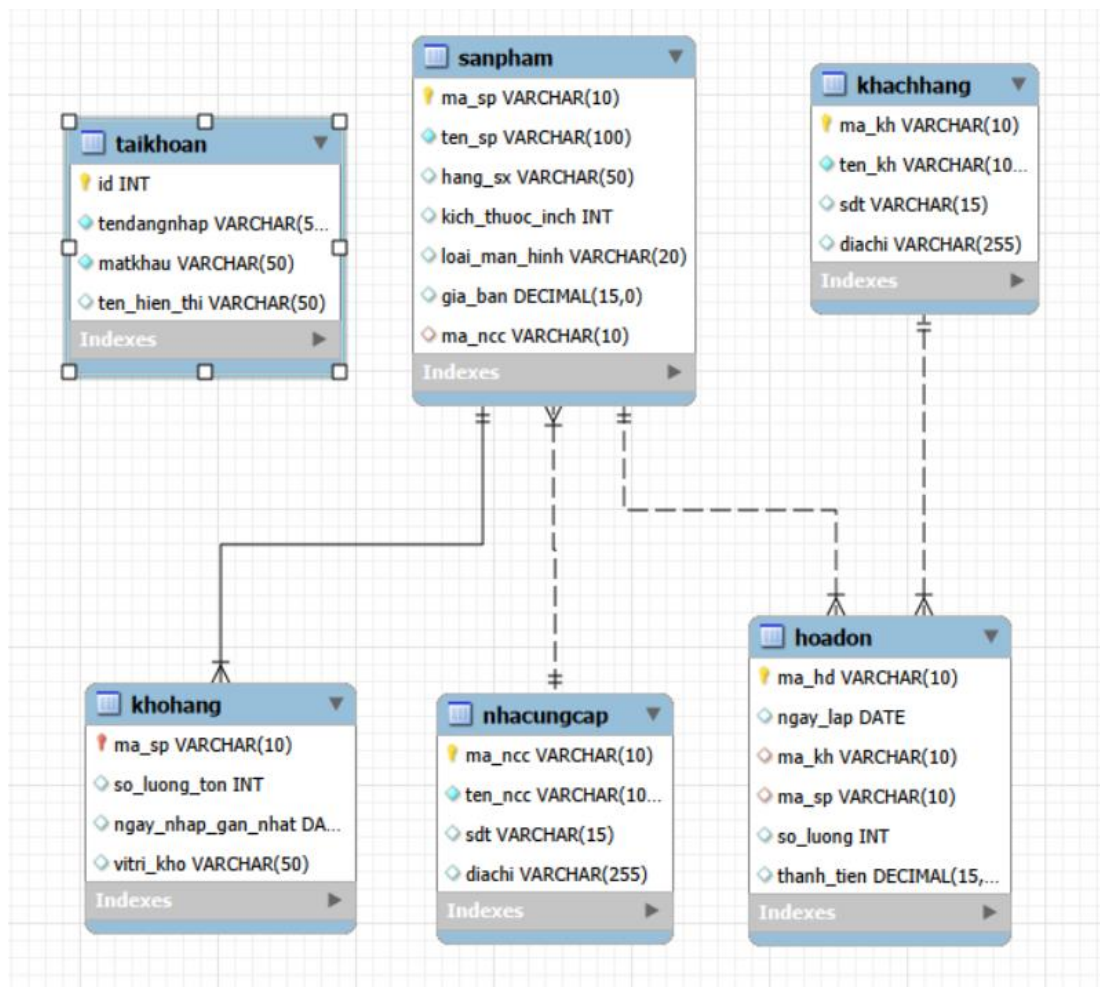 taikhoan
id INT
tendangnhap VARCHAR(5...
matkhau VARCHAR(50)
ten_hien_thi VARCHAR(50)
Indexes
sanpham
ma_sp VARCHAR(10)
ten_sp VARCHAR(100)
hang_sx VARCHAR(50)
kich_thuoc_inch INT
loai_man_hinh VARCHAR(20)
gia_ban DECIMAL(15,0)
ma_ncc VARCHAR(10)
Indexes
khachhang
ma_kh VARCHAR(10)
ten_kh VARCHAR(10...
sdt VARCHAR(15)
diachi VARCHAR(255)
Indexes
khohang
ma_sp VARCHAR(10)
so_luong_ton INT
ngay_nhap_gan_nhat DA...
vitri_kho VARCHAR(50)
Indexes
nhacungcap
ma_ncc VARCHAR(10)
ten_ncc VARCHAR(10...
sdt VARCHAR(15)
diachi VARCHAR(255)
Indexes
hoadon
ma_hd VARCHAR(10)
ngay_lap DATE
ma_kh VARCHAR(10)
ma_sp VARCHAR(10)
so_luong INT
thanh_tien DECIMAL(15,...
Indexes